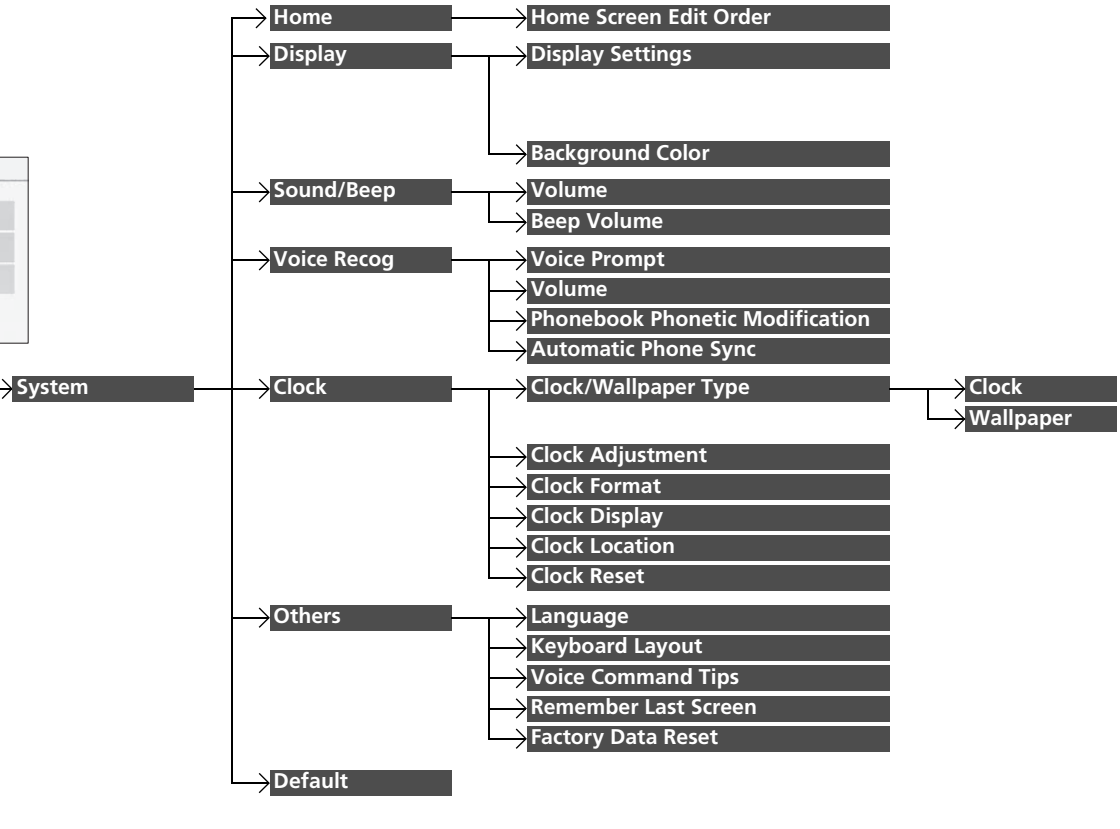 Home
Home Screen Edit Order
Display
Display Settings
Background Color
Sound/Beep
Volume
Beep Volume
Voice Recog
Voice Prompt
Volume
Phonebook Phonetic Modification
Automatic Phone Sync
System
Clock
Clock/Wallpaper Type
Clock
Wallpaper
Clock Adjustment
Clock Format
Clock Display
Clock Location
Clock Reset
Others
Language
Keyboard Layout
Voice Command Tips
Remember Last Screen
Factory Data Reset
Default